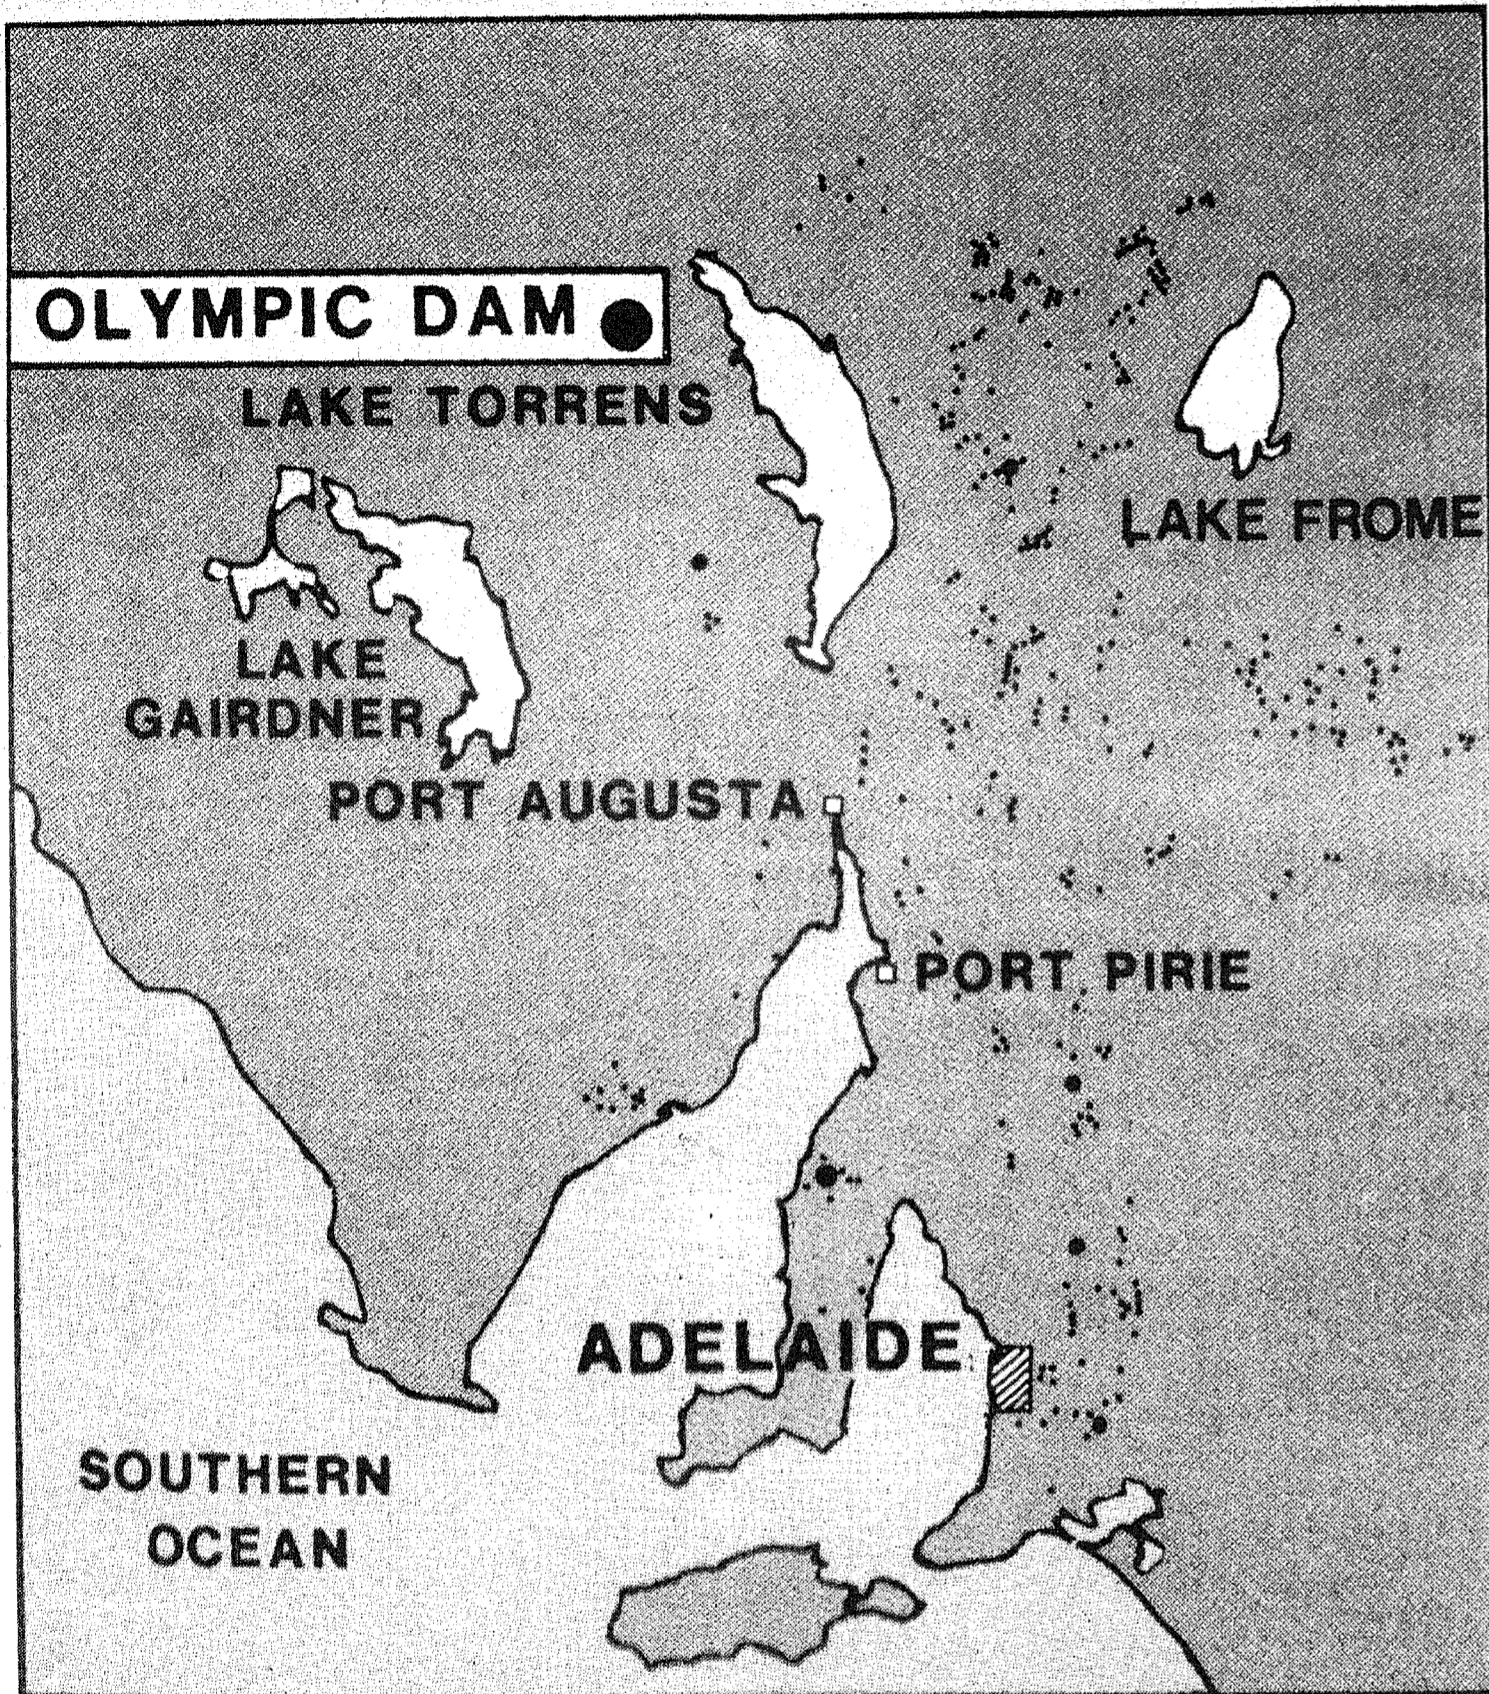 OLYMPIC DAM
LAKE TORRENS
LAKE FROME
LAKE
GAIRDNER
PORT AUGUSTA
PORT PIRIE
ADELAIDE
SOUTHERN
OCEAN